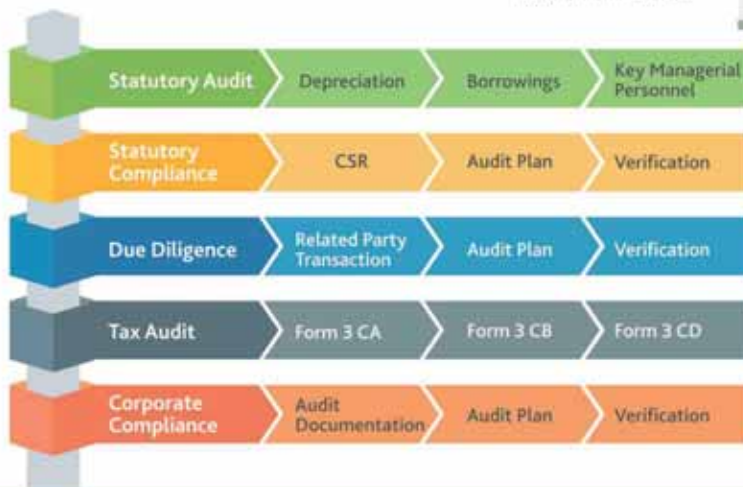 Statutory Audit
Depreciation
Borrowings
Key Managerial
Personnel
Statutory
Compliance
CSR
Audit Plan
Verification
Due Diligence
Related Party
Transaction
Audit Plan
Verification
Tax Audit
Form 3 CA
Form 3 CB
Form 3 CD
Corporate
Compliance
Audit
Documentation
Audit Plan
Verification